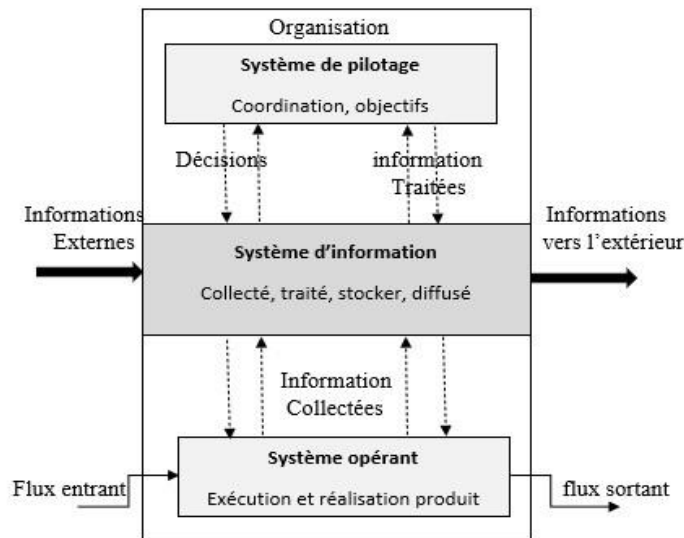 Organisation
Système de pilotage
Coordination, objectifs
Décisions
information
Traitées
Informations
Externes
Système d’information
Collecté, traité, stocker, diffusé
Informations
vers l’extérieur
Information
Collectées
Système opérant
Exécution et réalisation produit
Flux entrant
flux sortant